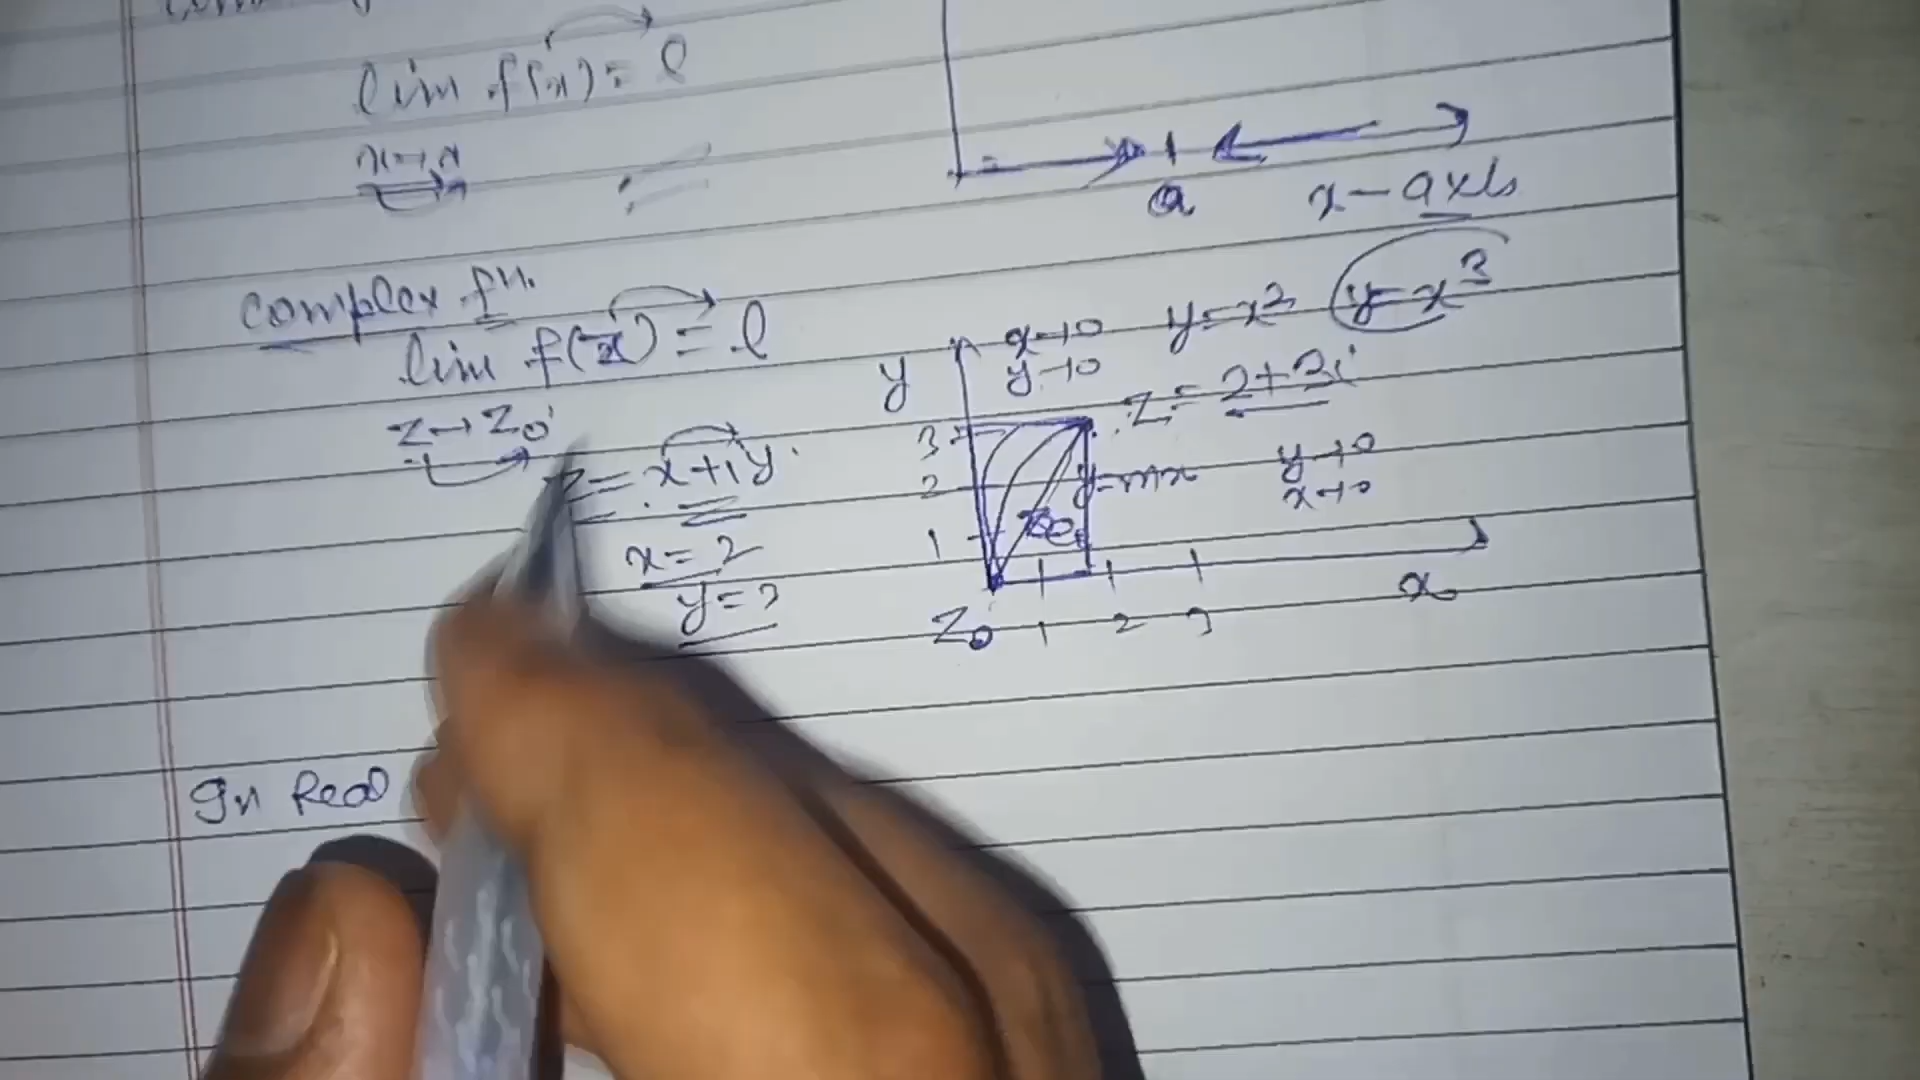 lim f(x) = l
x→a
a
x-axis
complex fn.
lim f(z) = l
z→z0
z = x+iy.
x = 2
y = 3
x→0
y→0
y = x2
y = x3
y
z = 2+3i
3
2
1
y=mx
y→0
x→0
z0
1
2
3
x
In Real